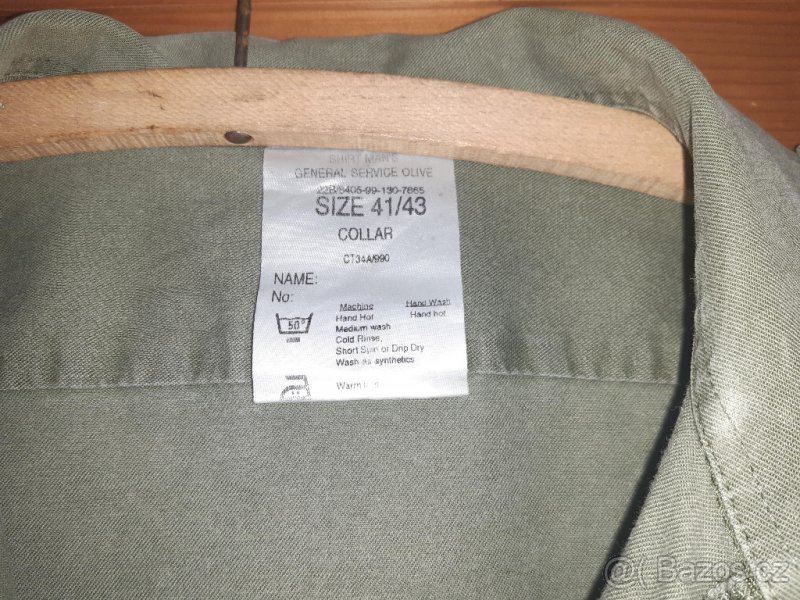 SHIRT MAN'S
GENERAL SERVICE OLIVE
22B/8405-99-130-7865
SIZE 41/43
COLLAR
CT34A/990
NAME:
No:
Machine Hand Wash
50°
Hand Hot Hand hot
Medium wash
Cold Rinse,
Short Spin or Drip Dry
Wash as synthetics
Warm
Bazos.cz